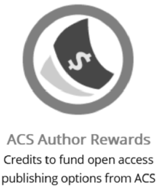 $
ACS Author Rewards
Credits to fund open access
publishing options from ACS